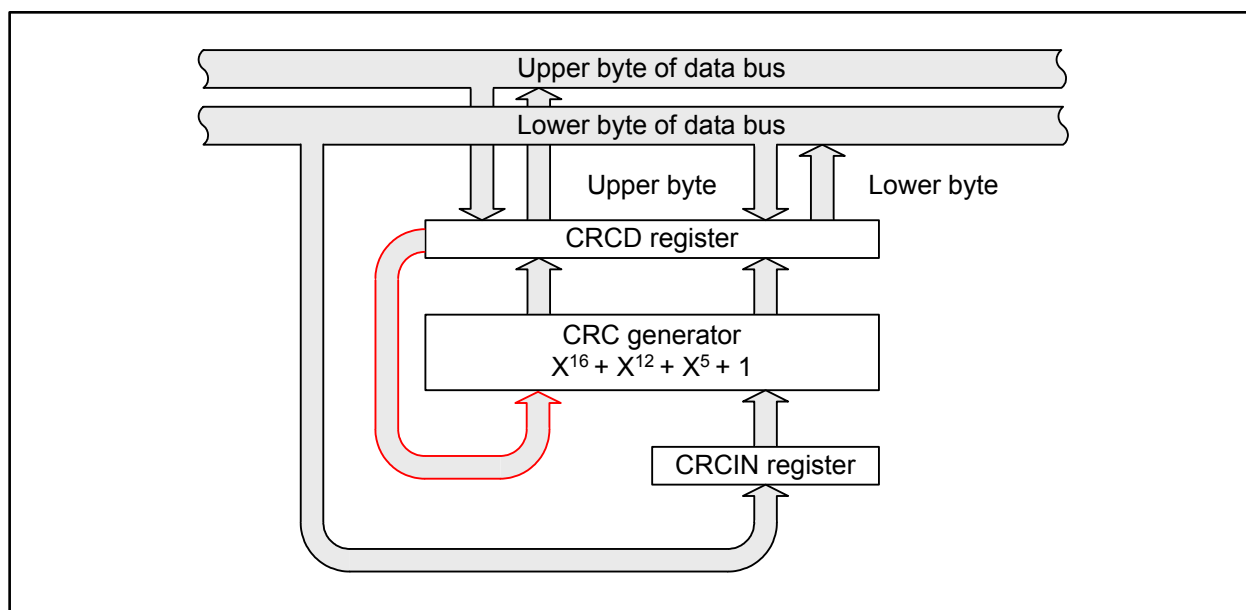 Upper byte of data bus
Lower byte of data bus
Upper byte
Lower byte
CRCD register
CRC generator
X¹⁶ + X¹² + X⁵ + 1
CRCIN register